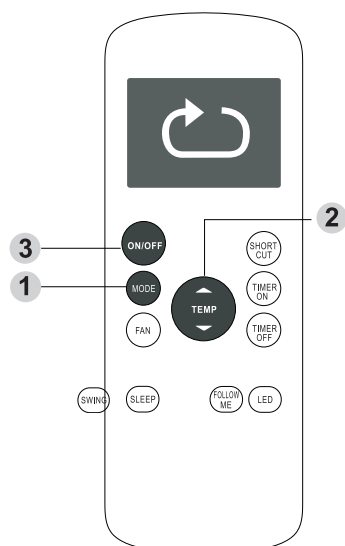 2
3
ON/OFF
SHORT
CUT
1
MODE
TEMP
TIMER
ON
FAN
TIMER
OFF
SWING
SLEEP
FOLLOW
ME
LED